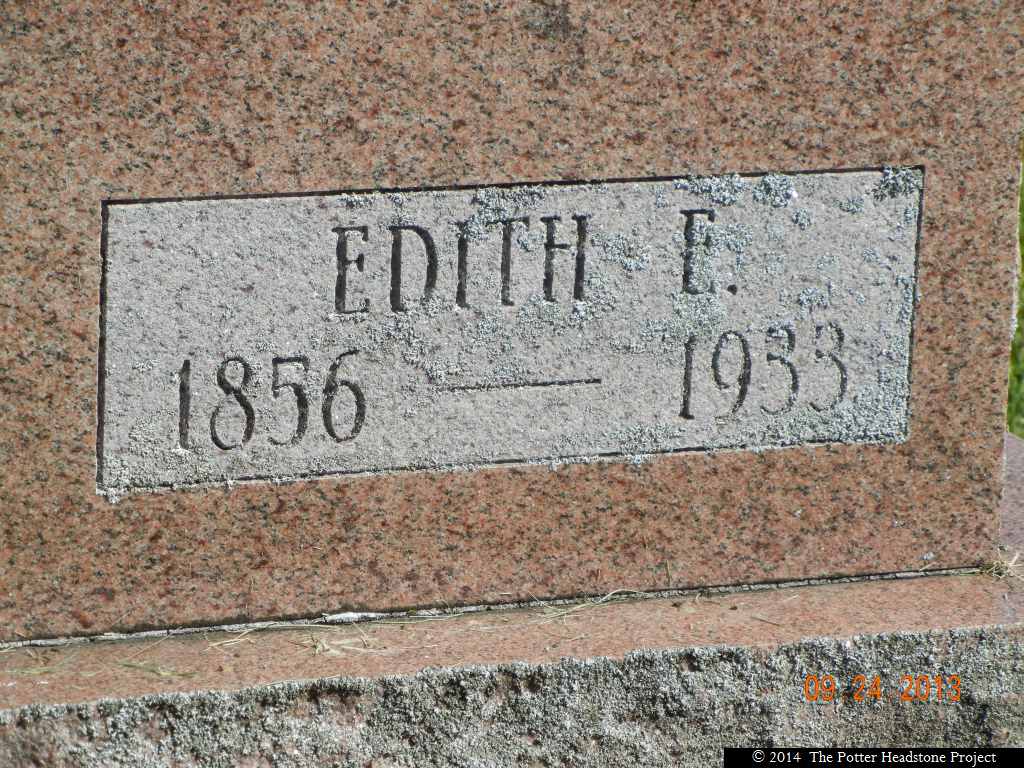 EDITH E.
1856 — 1933
09 24 2013
© 2014 The Potter Headstone Project